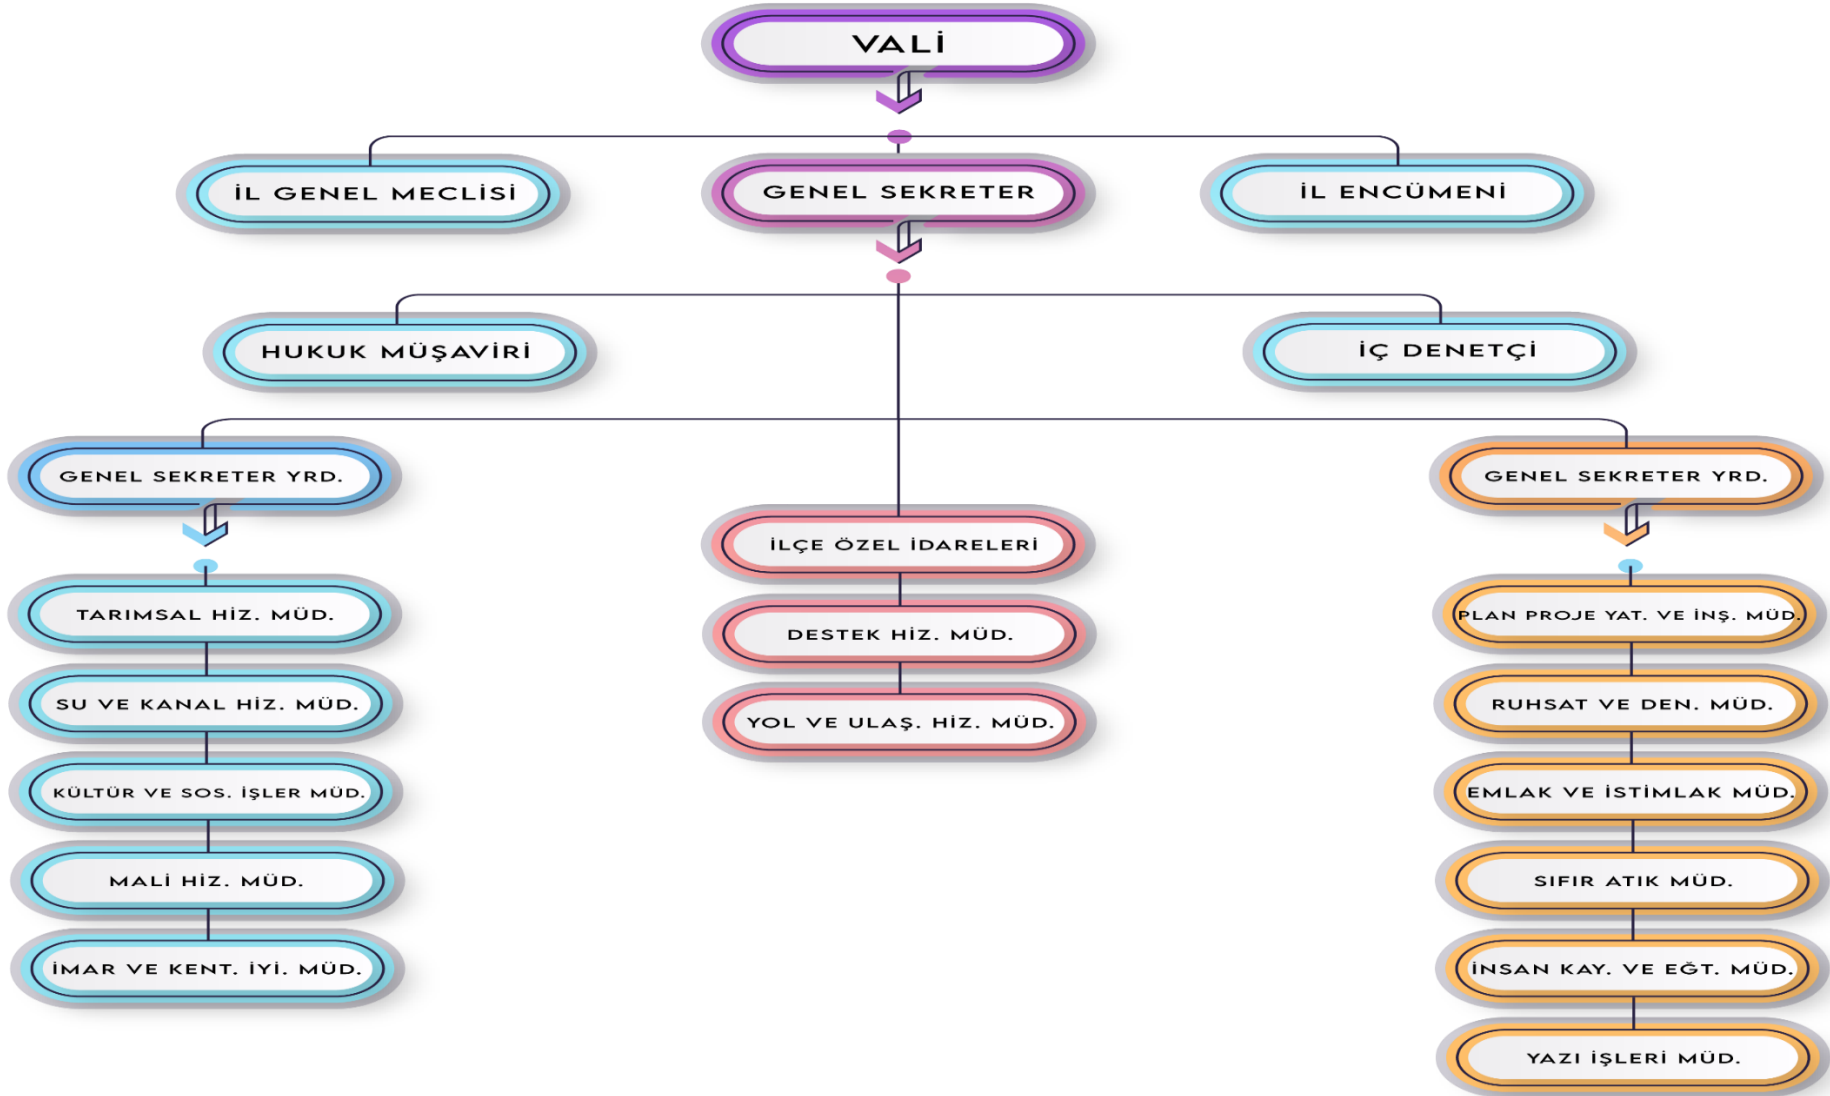 VALİ
İL GENEL MECLİSİ
GENEL SEKRETER
İL ENCÜMENİ
HUKUK MÜŞAVİRİ
İÇ DENETÇİ
GENEL SEKRETER YRD.
GENEL SEKRETER YRD.
TARIMSAL HİZ. MÜD.
SU VE KANAL HİZ. MÜD.
KÜLTÜR VE SOS. İŞLER MÜD.
MALİ HİZ. MÜD.
İMAR VE KENT. İYİ. MÜD.
İLÇE ÖZEL İDARELERİ
DESTEK HİZ. MÜD.
YOL VE ULAŞ. HİZ. MÜD.
PLAN PROJE YAT. VE İNŞ. MÜD.
RUHSAT VE DEN. MÜD.
EMLAK VE İSTİMLAK MÜD.
SIFIR ATIK MÜD.
İNSAN KAY. VE EĞT. MÜD.
YAZI İŞLERİ MÜD.